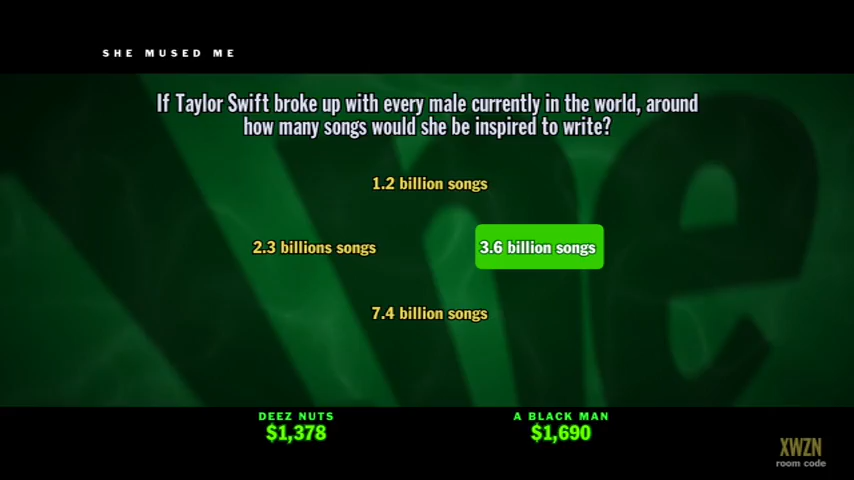 SHE MUSED ME
If Taylor Swift broke up with every male currently in the world, around
how many songs would she be inspired to write?
1.2 billion songs
2.3 billions songs
3.6 billion songs
7.4 billion songs
DEEZ NUTS
$1,378
A BLACK MAN
$1,690
XWZN
room code